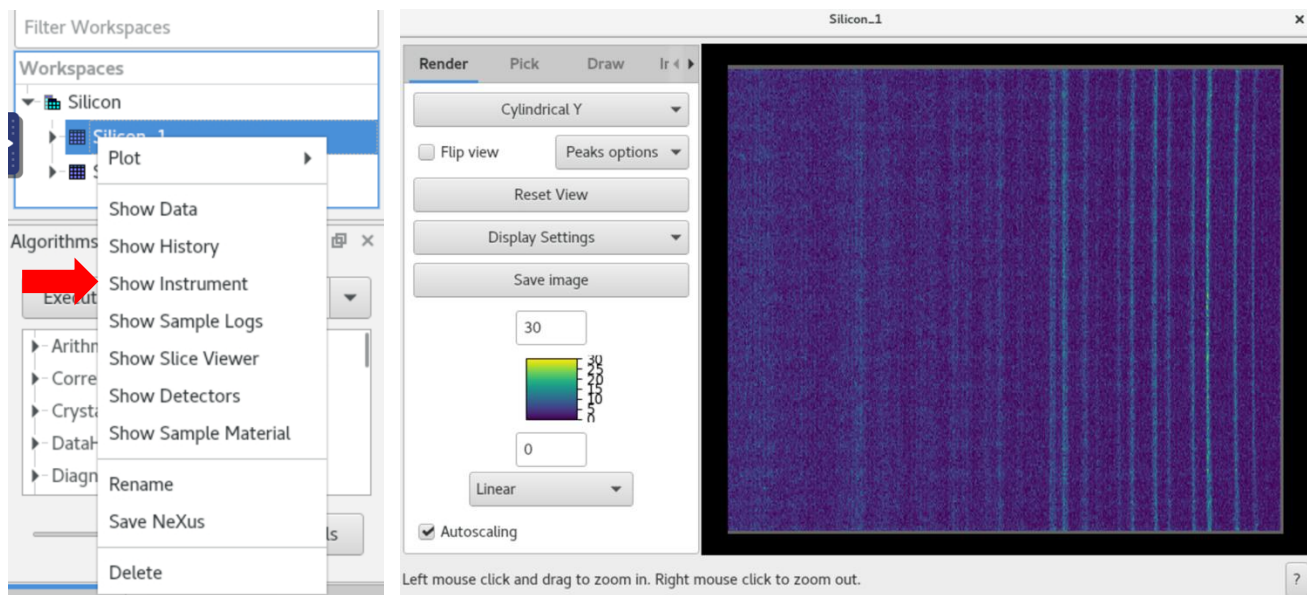 Filter Workspaces
Workspaces
Silicon
Silicon_1
Plot
Show Data
Algorithms
Show History
Show Instrument
Execut
Show Sample Logs
Arithm
Show Slice Viewer
Corre
Show Detectors
Crysta
Show Sample Material
DataH
Diagn
Rename
Save NeXus
ls
Delete
Silicon_1
Render Pick Draw Ir
Cylindrical Y
Flip view Peaks options
Reset View
Display Settings
Save image
30
30
25
20
15
10
5
0
0
Linear
Autoscaling
Left mouse click and drag to zoom in. Right mouse click to zoom out.
?